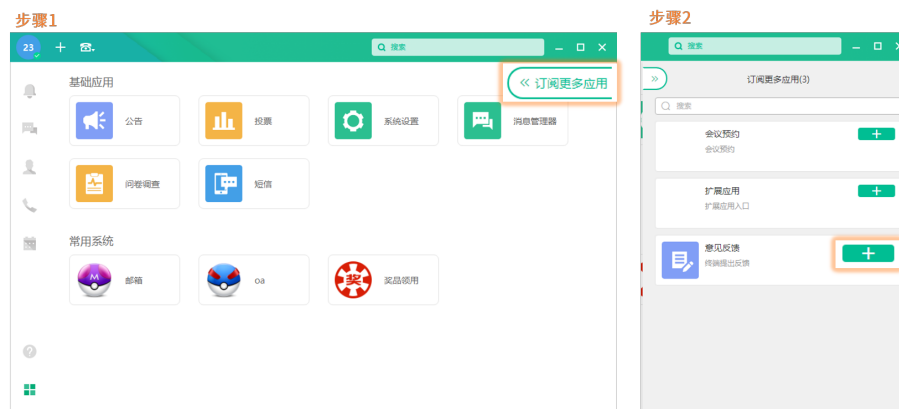 步骤1
步骤2
23
搜索
基础应用
订阅更多应用
公告
投票
系统设置
消息管理器
问卷调查
短信
常用系统
M
邮箱
oa
奖
奖品领用
搜索
订阅更多应用(3)
搜索
会议预约
会议预约
扩展应用
扩展应用入口
意见反馈
终端提出反馈